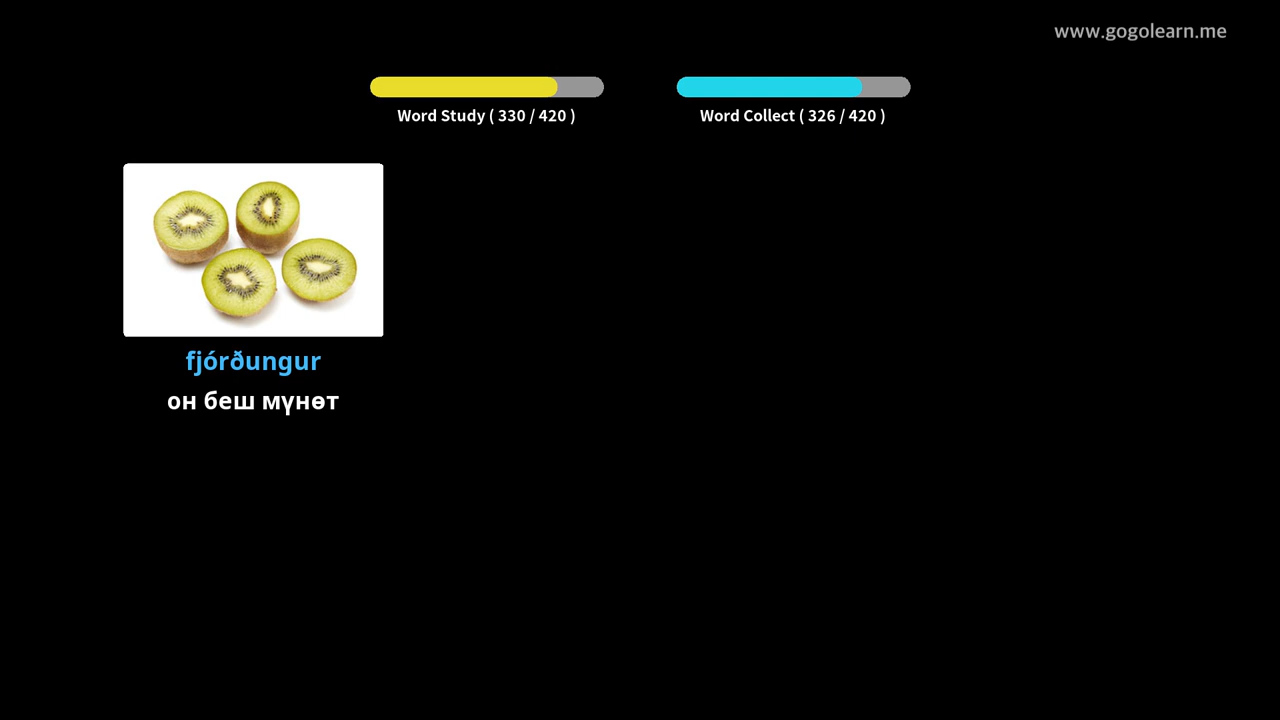 www.gogolearn.me
Word Study ( 330 / 420 )
Word Collect ( 326 / 420 )
fjórðungur
он беш мүнөт